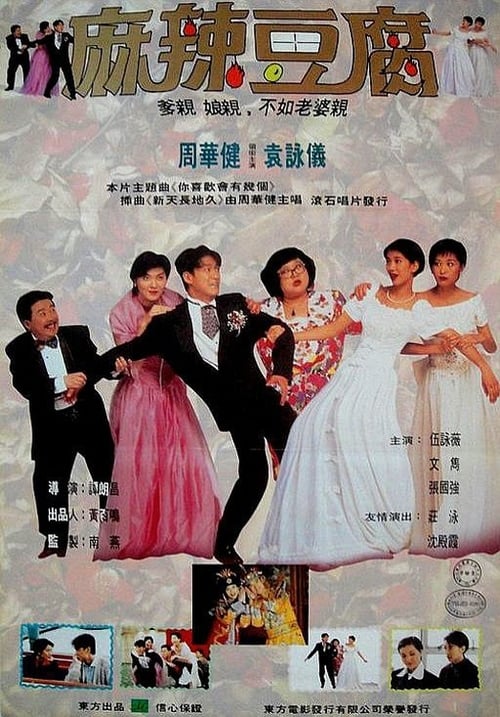 麻辣豆腐
爹親 娘親，不如老婆親
周華健 領銜主演 袁詠儀
本片主題曲《你喜歡會有幾個》
插曲《新天長地久》由周華健主唱 滾石唱片發行
主演：伍詠薇
文雋
張國強
友情演出：莊泳
沈殿霞
導演：譚朗昌
出品人：黃
監製：南燕
東方出品 信心保證
東方電影發行有限公司榮譽發行